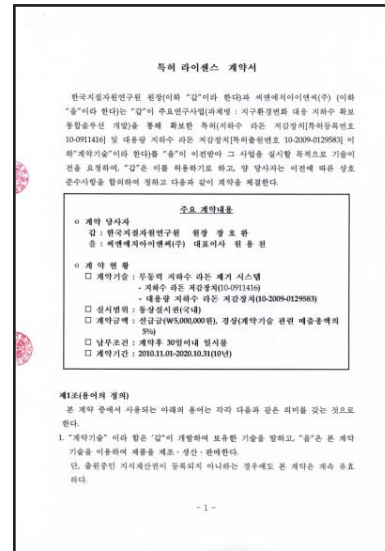 특허 라이센스 계약서
한국지질자원연구원 원장(이하 "갑"이라 한다)과 씨앤에치아이앤씨(주) (이하
"을"이라 한다)는 "갑"이 주요연구사업(과제명 : 지구환경변화 대응 지하수 확보
통합솔루션 개발)을 통해 확보한 특허(지하수 라돈 저감장치[특허등록번호
10-0911416] 및 대용량 지하수 라돈 저감장치[특허출원번호 10-2009-0129583] 이
하"계약기술"이라 한다)를 "을"이 이전받아 그 사업을 실시할 목적으로 기술이
전을 요청하여, "갑"은 이를 허용하기로 하고, 양 당사자는 이전에 따른 상호
준수사항을 합의하여 정하고 다음과 같이 계약을 체결한다.
주요 계약내용
○ 계약 당사자
갑 : 한국지질자원연구원 원장 장 호 완
을 : 씨앤에치아이앤씨(주) 대표이사 원 용 천
○ 계 약 현 황
□ 계약기술 : 무동력 지하수 라돈 제거 시스템
- 지하수 라돈 저감장치(10-0911416)
- 대용량 지하수 라돈 저감장치(10-2009-0129583)
□ 실시범위 : 통상실시권(국내)
□ 계약금액 : 선급금(₩5,000,000원), 경상(계약기술 관련 매출총액의
5%)
□ 납부조건 : 계약후 30일이내 일시불
□ 계약기간 : 2010.11.01-2020.10.31(10년)
제1조(용어의 정의)
본 계약 중에서 사용되는 아래의 용어는 각각 다음과 같은 의미를 갖는 것으로
한다.
1. "계약기술" 이라 함은 '갑"이 개발하여 보유한 기술을 말하고, "을"은 본 계약
기술을 이용하여 제품을 제조·생산·판매한다.
단, 출원중인 지식재산권이 등록되지 아니하는 경우에도 본 계약은 계속 유효
하다.
- 1 -